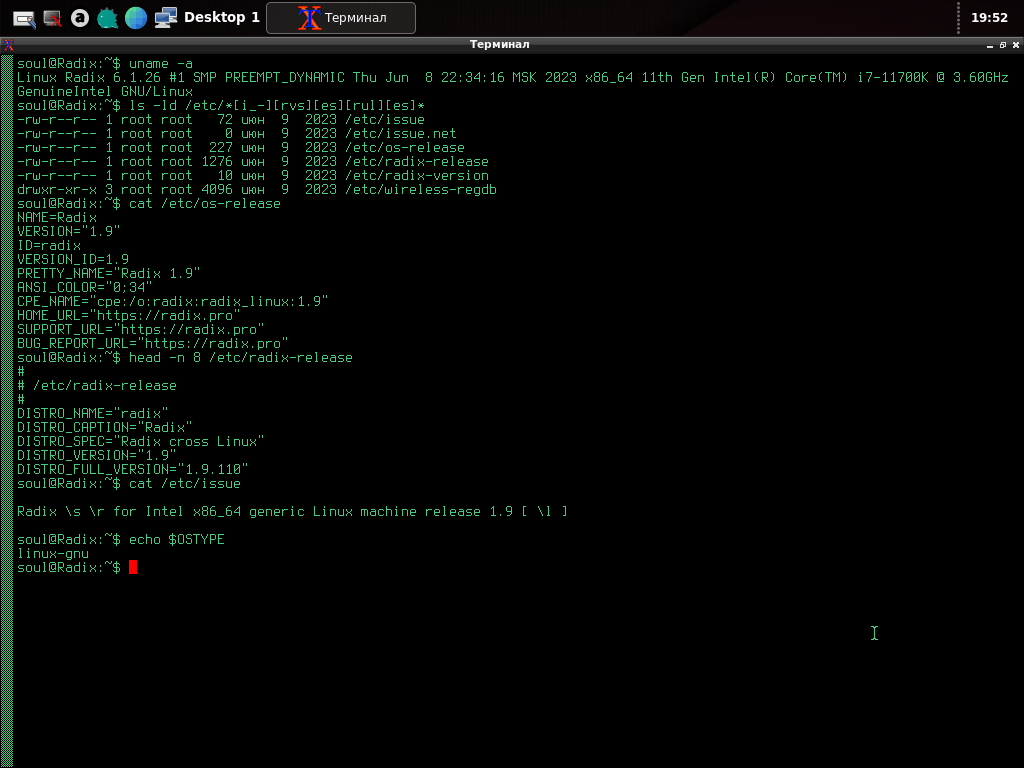 Desktop 1
Терминал
19:52
Терминал
soul@Radix:~$ uname -a
Linux Radix 6.1.26 #1 SMP PREEMPT_DYNAMIC Thu Jun  8 22:34:16 MSK 2023 x86_64 11th Gen Intel(R) Core(TM) i7-11700K @ 3.60GHz
GenuineIntel GNU/Linux
soul@Radix:~$ ls -ld /etc/*[i_-][rvs][es][rul][es]*
-rw-r--r-- 1 root root   72 июн  9  2023 /etc/issue
-rw-r--r-- 1 root root    0 июн  9  2023 /etc/issue.net
-rw-r--r-- 1 root root  227 июн  9  2023 /etc/os-release
-rw-r--r-- 1 root root 1276 июн  9  2023 /etc/radix-release
-rw-r--r-- 1 root root   10 июн  9  2023 /etc/radix-version
drwxr-xr-x 3 root root 4096 июн  9  2023 /etc/wireless-regdb
soul@Radix:~$ cat /etc/os-release
NAME=Radix
VERSION="1.9"
ID=radix
VERSION_ID=1.9
PRETTY_NAME="Radix 1.9"
ANSI_COLOR="0;34"
CPE_NAME="cpe:/o:radix:radix_linux:1.9"
HOME_URL="https://radix.pro"
SUPPORT_URL="https://radix.pro"
BUG_REPORT_URL="https://radix.pro"
soul@Radix:~$ head -n 8 /etc/radix-release
#
# /etc/radix-release
#
DISTRO_NAME="radix"
DISTRO_CAPTION="Radix"
DISTRO_SPEC="Radix cross Linux"
DISTRO_VERSION="1.9"
DISTRO_FULL_VERSION="1.9.110"
soul@Radix:~$ cat /etc/issue
Radix \s \r for Intel x86_64 generic Linux machine release 1.9 [ \l ]
soul@Radix:~$ echo $OSTYPE
linux-gnu
soul@Radix:~$